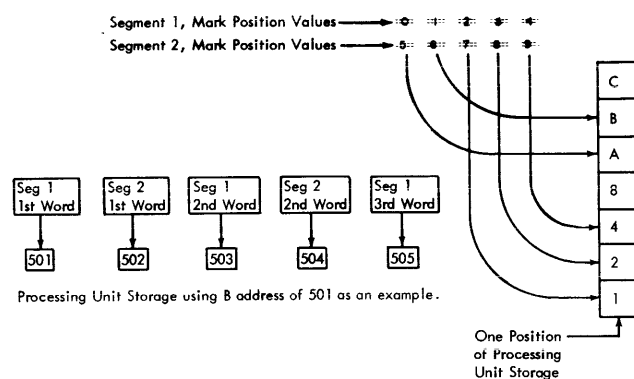 Segment 1, Mark Position Values 0 1 2 3 4
Segment 2, Mark Position Values 5 6 7 8 9
C
B
A
8
4
2
1
Seg 1
1st Word
Seg 2
1st Word
Seg 1
2nd Word
Seg 2
2nd Word
Seg 1
3rd Word
501
502
503
504
505
Processing Unit Storage using B address of 501 as an example.
One Position
of Processing
Unit Storage